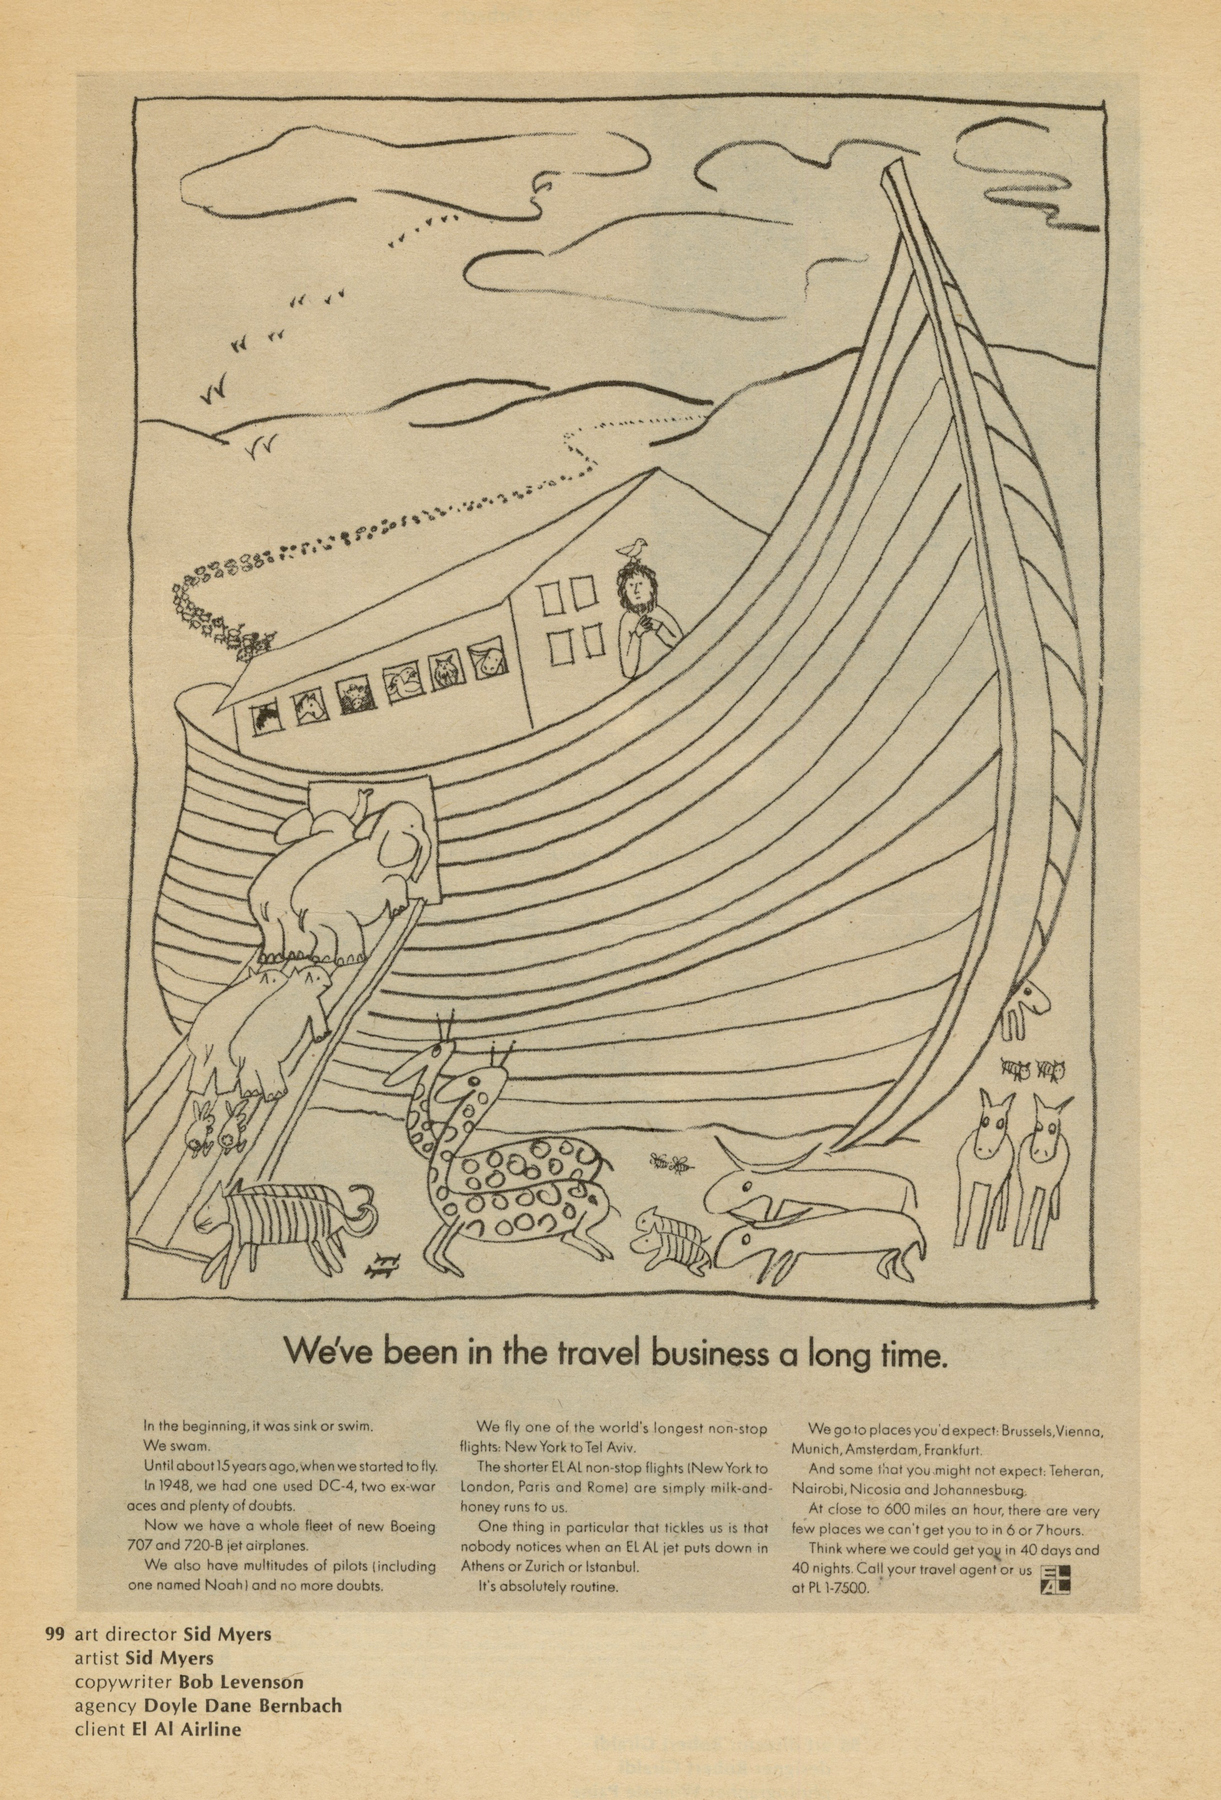 We've been in the travel business a long time.
In the beginning, it was sink or swim.
We swam.
Until about 15 years ago, when we started to fly.
In 1948, we had one used DC-4, two ex-war
aces and plenty of doubts.
Now we have a whole fleet of new Boeing
707 and 720-B jet airplanes.
We also have multitudes of pilots (including
one named Noah) and no more doubts.
We fly one of the world's longest non-stop
flights: New York to Tel Aviv.
The shorter EL AL non-stop flights (New York to
London, Paris and Rome) are simply milk-and-
honey runs to us.
One thing in particular that tickles us is that
nobody notices when an EL AL jet puts down in
Athens or Zurich or Istanbul.
It's absolutely routine.
We go to places you'd expect: Brussels, Vienna,
Munich, Amsterdam, Frankfurt.
And some that you might not expect: Teheran,
Nairobi, Nicosia and Johannesburg.
At close to 600 miles an hour, there are very
few places we can't get you to in 6 or 7 hours.
Think where we could get you in 40 days and
40 nights. Call your travel agent or us
at PL 1-7500.
EL
AL
99 art director Sid Myers
artist Sid Myers
copywriter Bob Levenson
agency Doyle Dane Bernbach
client El Al Airline